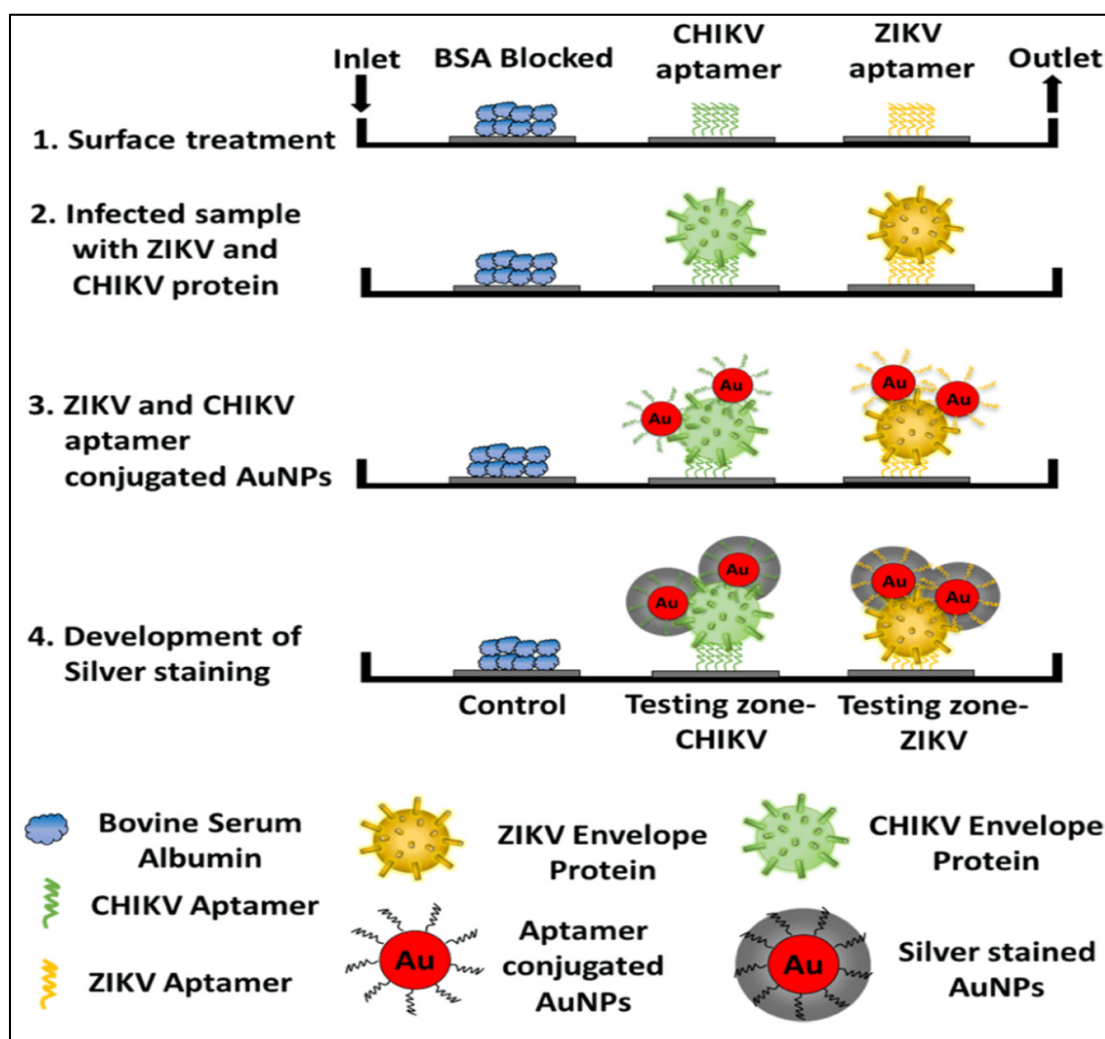 Inlet
BSA Blocked
CHIKV
aptamer
ZIKV
aptamer
Outlet
1. Surface treatment
2. Infected sample
with ZIKV and
CHIKV protein
3. ZIKV and CHIKV
aptamer
conjugated AuNPs
Au
Au
Au
Au
4. Development of
Silver staining
Au
Au
Au
Au
Control
Testing zone-
CHIKV
Testing zone-
ZIKV
Bovine Serum
Albumin
ZIKV Envelope
Protein
CHIKV Envelope
Protein
CHIKV Aptamer
ZIKV Aptamer
Au
Aptamer
conjugated
AuNPs
Au
Silver stained
AuNPs